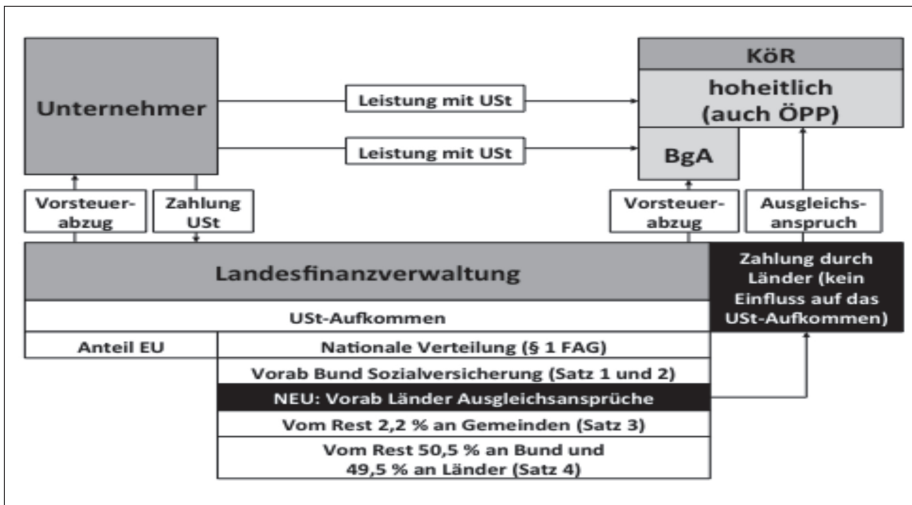 Unternehmer
Leistung mit USt
Leistung mit USt
KöR
hoheitlich
(auch ÖPP)
BgA
Vorsteuer-
abzug
Zahlung
USt
Vorsteuer-
abzug
Ausgleichs-
anspruch
Landesfinanzverwaltung
Zahlung durch
Länder (kein
Einfluss auf das
USt-Aufkommen)
USt-Aufkommen
Anteil EU
Nationale Verteilung (§ 1 FAG)
Vorab Bund Sozialversicherung (Satz 1 und 2)
NEU: Vorab Länder Ausgleichsansprüche
Vom Rest 2,2 % an Gemeinden (Satz 3)
Vom Rest 50,5 % an Bund und
49,5 % an Länder (Satz 4)